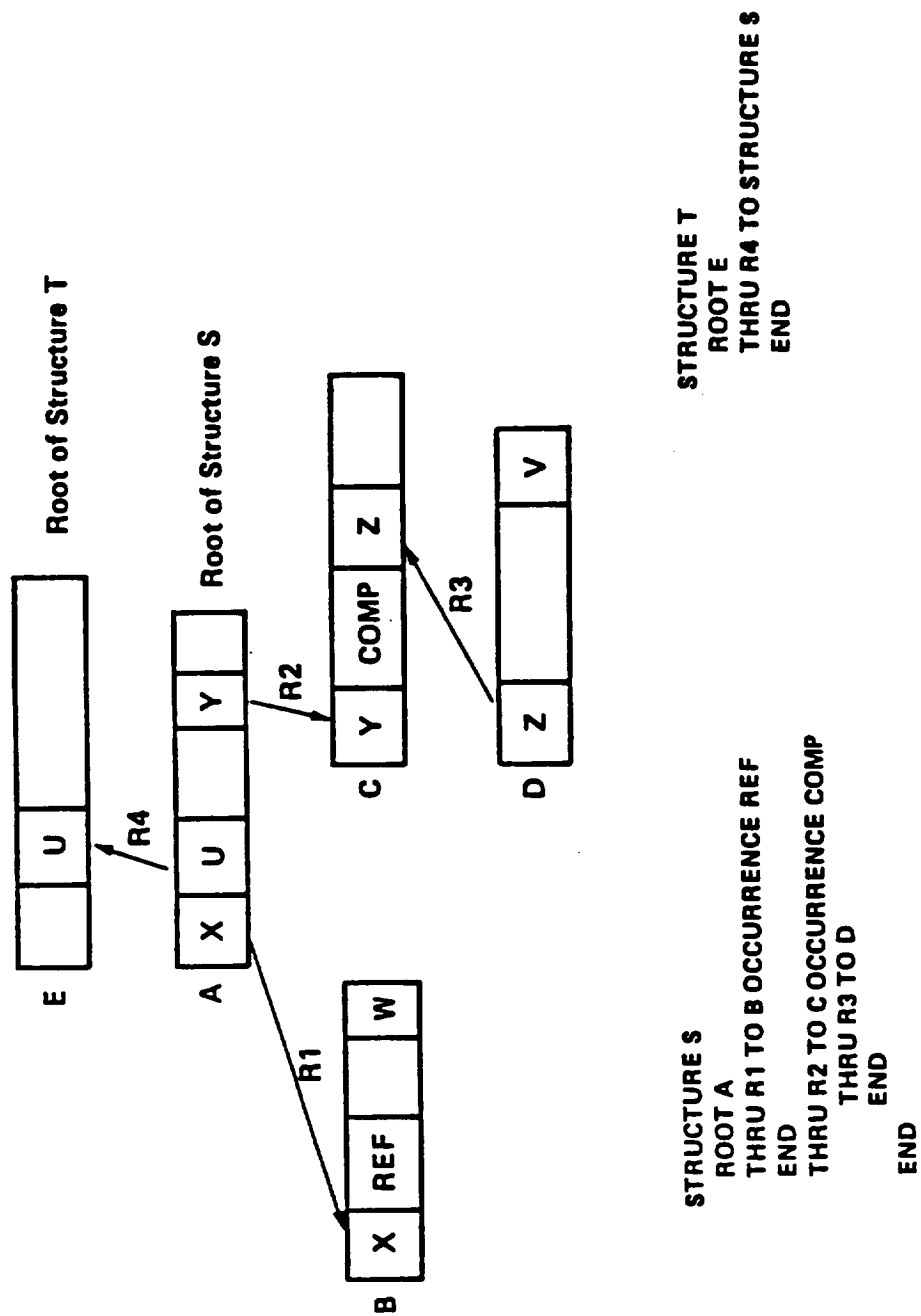 Root of Structure T
E
U
R4
Root of Structure S
A
X U Y
R1
R2
B
X REF W
C
Y COMP Z
R3
D
Z V
STRUCTURE S
ROOT A
THRU R1 TO B OCCURRENCE REF
END
THRU R2 TO C OCCURRENCE COMP
THRU R3 TO D
END
END
STRUCTURE T
ROOT E
THRU R4 TO STRUCTURE S
END